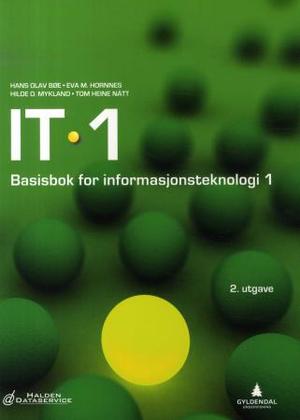 HANS OLAV BØE • EVA M. HORNNES
HILDE O. MYKLAND • TOM HEINE NÄTT
IT·1
Basisbok for informasjonsteknologi 1
2. utgave
HALDEN
DATASERVICE
GYLDENDAL
UNDERVISNING